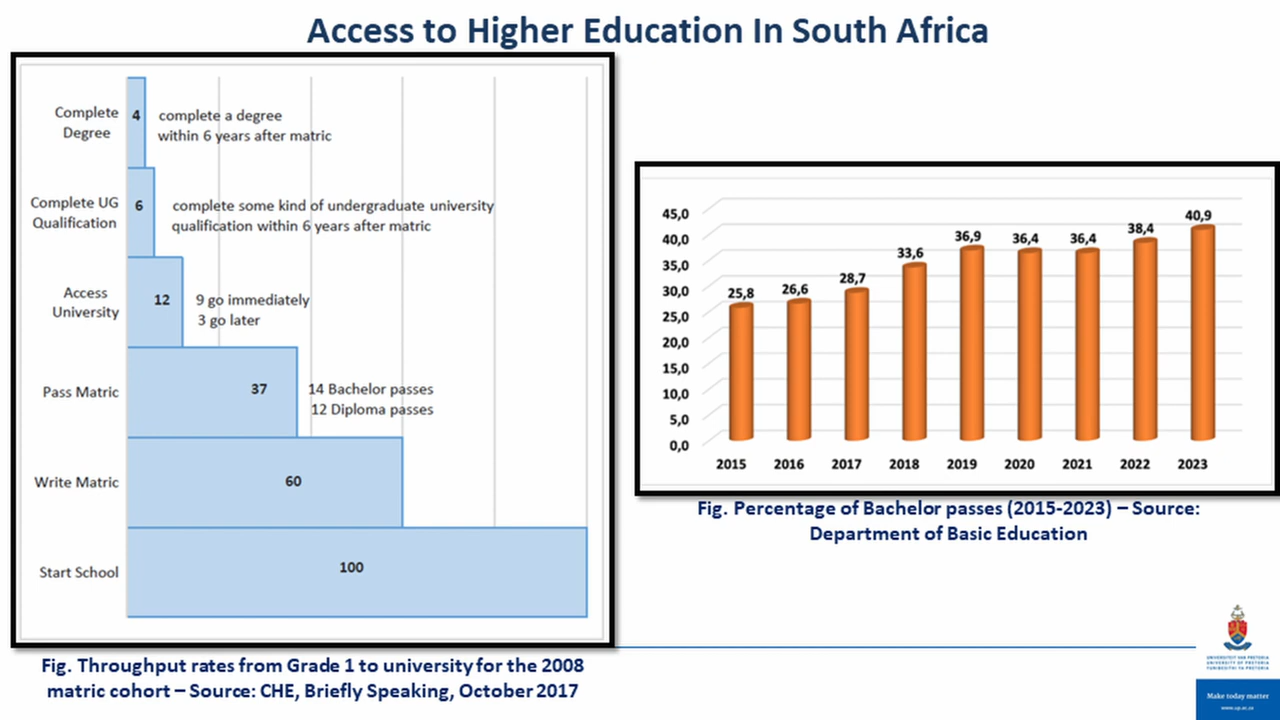 Access to Higher Education In South Africa
Complete
Degree
4
complete a degree
within 6 years after matric
Complete UG
Qualification
6
complete some kind of undergraduate university
qualification within 6 years after matric
Access
University
12
9 go immediately
3 go later
Pass Matric
37
14 Bachelor passes
12 Diploma passes
Write Matric
60
Start School
100
Fig. Throughput rates from Grade 1 to university for the 2008
matric cohort – Source: CHE, Briefly Speaking, October 2017
45,0
40,0
35,0
30,0
25,0
20,0
15,0
10,0
5,0
0,0
25,8
26,6
28,7
33,6
36,9
36,4
36,4
38,4
40,9
2015 2016 2017 2018 2019 2020 2021 2022 2023
Fig. Percentage of Bachelor passes (2015-2023) – Source:
Department of Basic Education
UNIVERSITEIT VAN PRETORIA
UNIVERSITY OF PRETORIA
YUNIBESITHI YA PRETORIA
Make today matter
www.up.ac.za